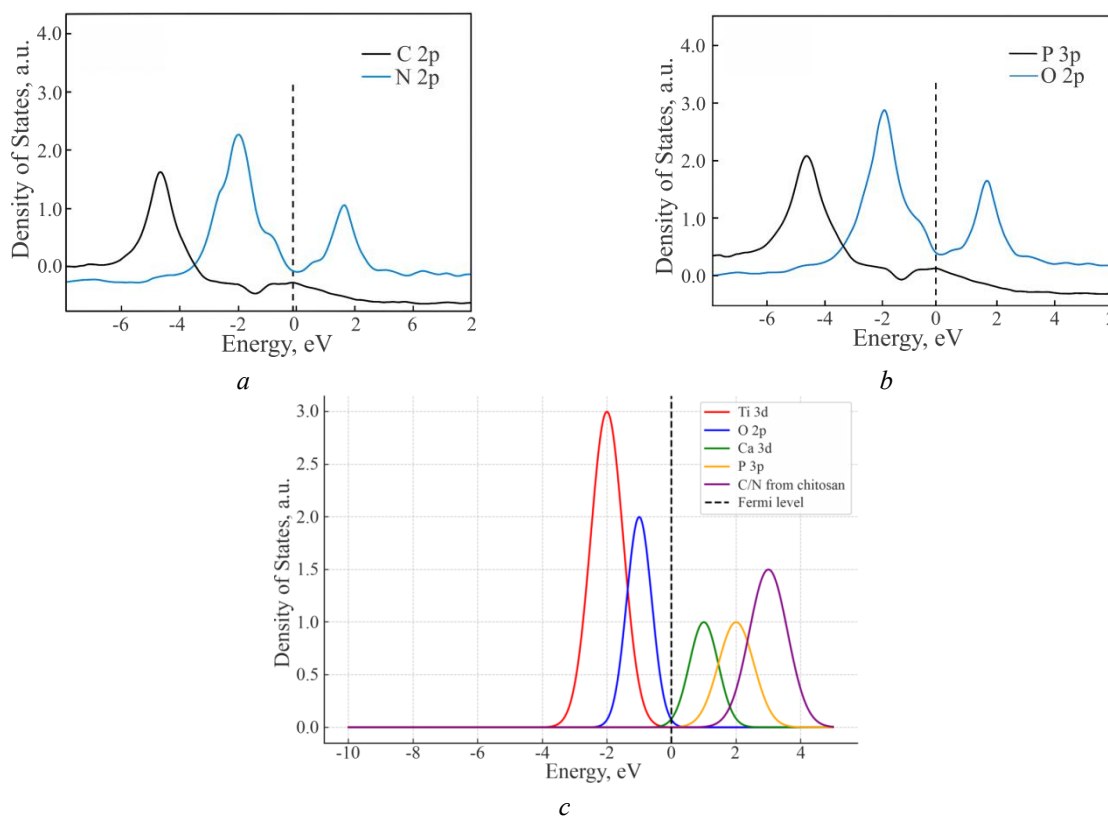 4.0
3.0
2.0
1.0
0.0
Density of States, a.u.
C 2p
N 2p
-6 -4 -2 0 2 4 6 2
Energy, eV
a
4.0
3.0
2.0
1.0
0.0
Density of States, a.u.
P 3p
O 2p
-6 -4 -2 0 2 4 6 2
Energy, eV
b
3.0
2.5
2.0
1.5
1.0
0.5
0.0
Density of States, a.u.
Ti 3d
O 2p
Ca 3d
P 3p
C/N from chitosan
Fermi level
-10 -8 -6 -4 -2 0 2 4
Energy, eV
c